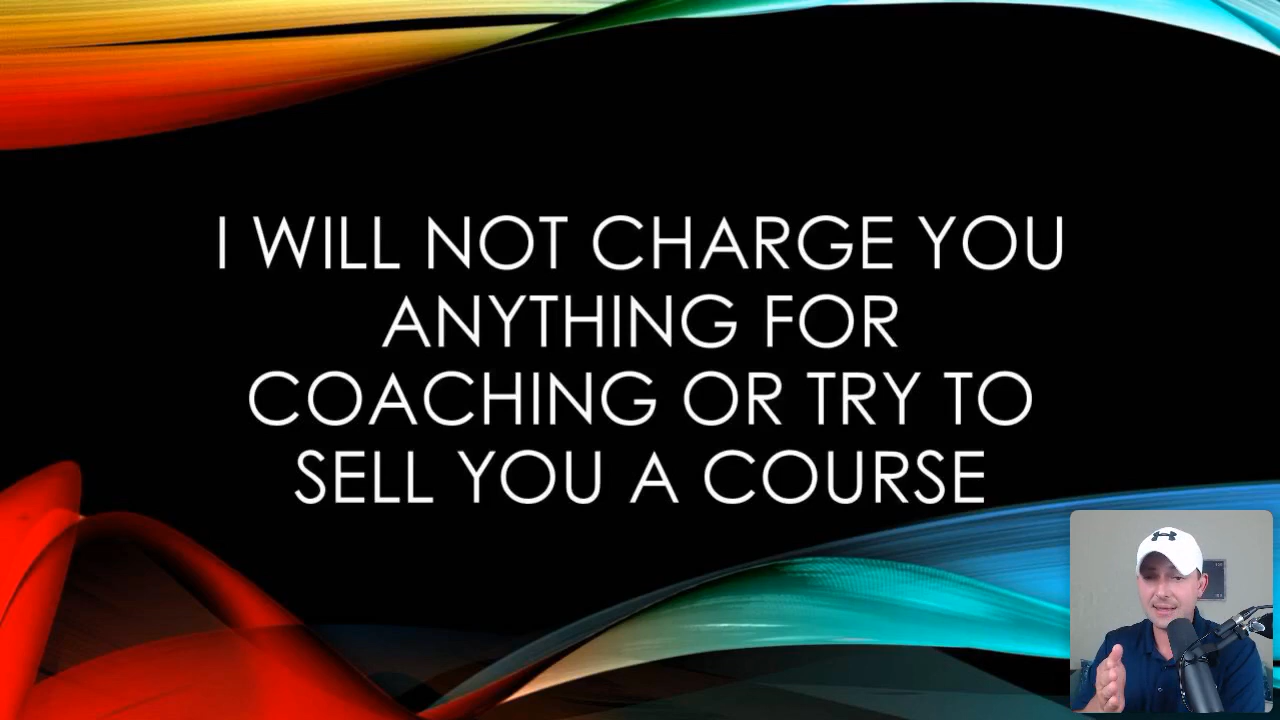 I WILL NOT CHARGE YOU
ANYTHING FOR
COACHING OR TRY TO
SELL YOU A COURSE